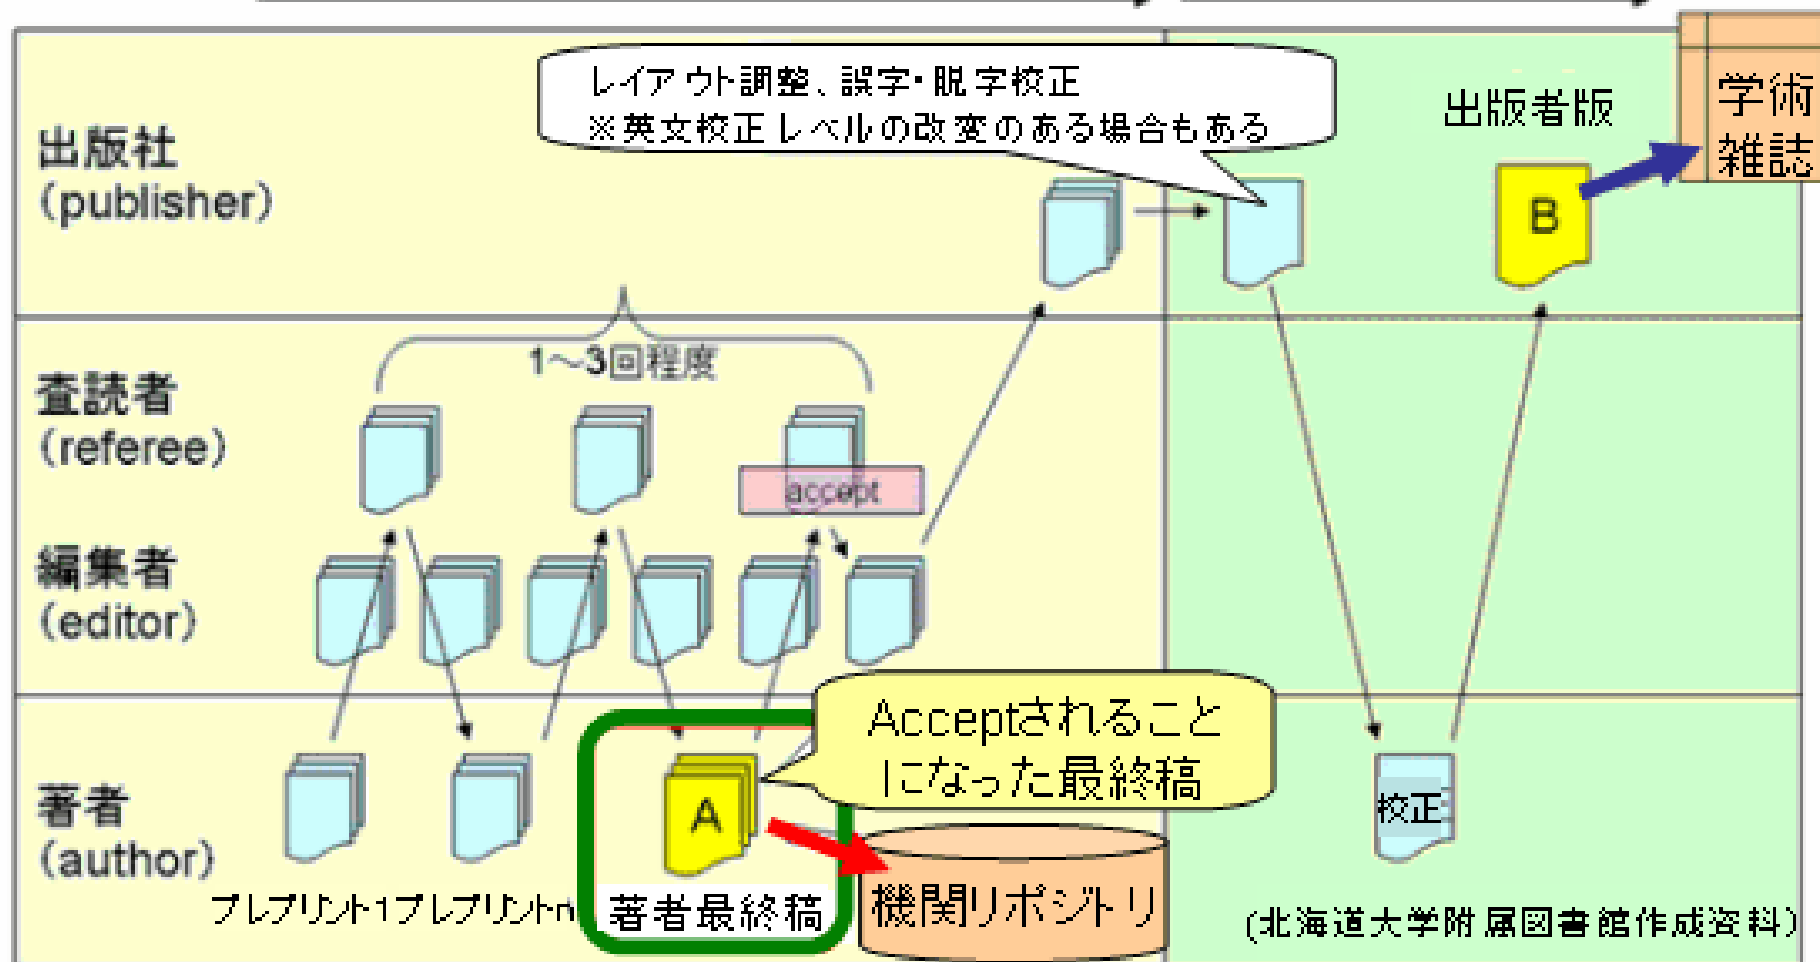 レイアウト調整、誤字・脱字校正
※英文校正レベルの改変のある場合もある
出版者版
学術
雑誌
出版社
(publisher)
B
1～3回程度
査読者
(referee)
accept
編集者
(editor)
Acceptされること
になった最終稿
著者
(author)
A
校正
プレプリント1プレプリントn
著者最終稿
機関リポジトリ
(北海道大学附属図書館作成資料)